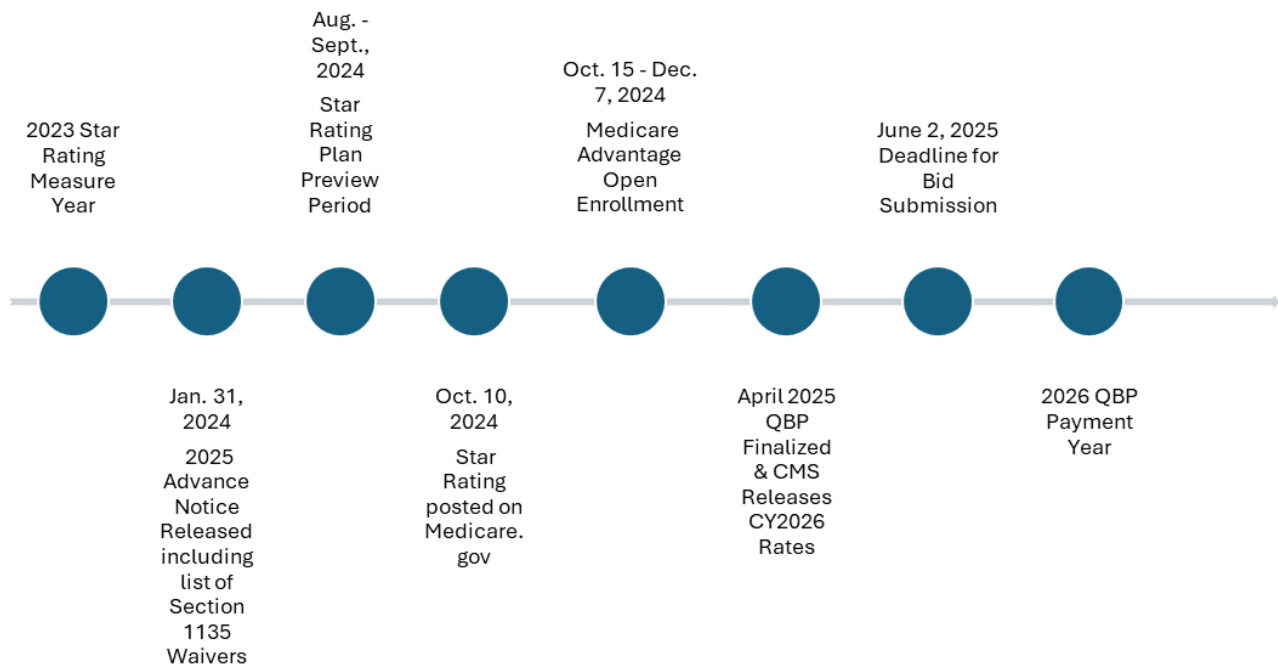 2023 Star
Rating
Measure
Year
Jan. 31,
2024
2025
Advance
Notice
Released
including
list of
Section
1135
Waivers
Aug. -
Sept.,
2024
Star
Rating
Plan
Preview
Period
Oct. 10,
2024
Star
Rating
posted on
Medicare.
gov
Oct. 15 - Dec.
7, 2024
Medicare
Advantage
Open
Enrollment
April 2025
QBP
Finalized
& CMS
Releases
CY2026
Rates
June 2, 2025
Deadline for
Bid
Submission
2026 QBP
Payment
Year